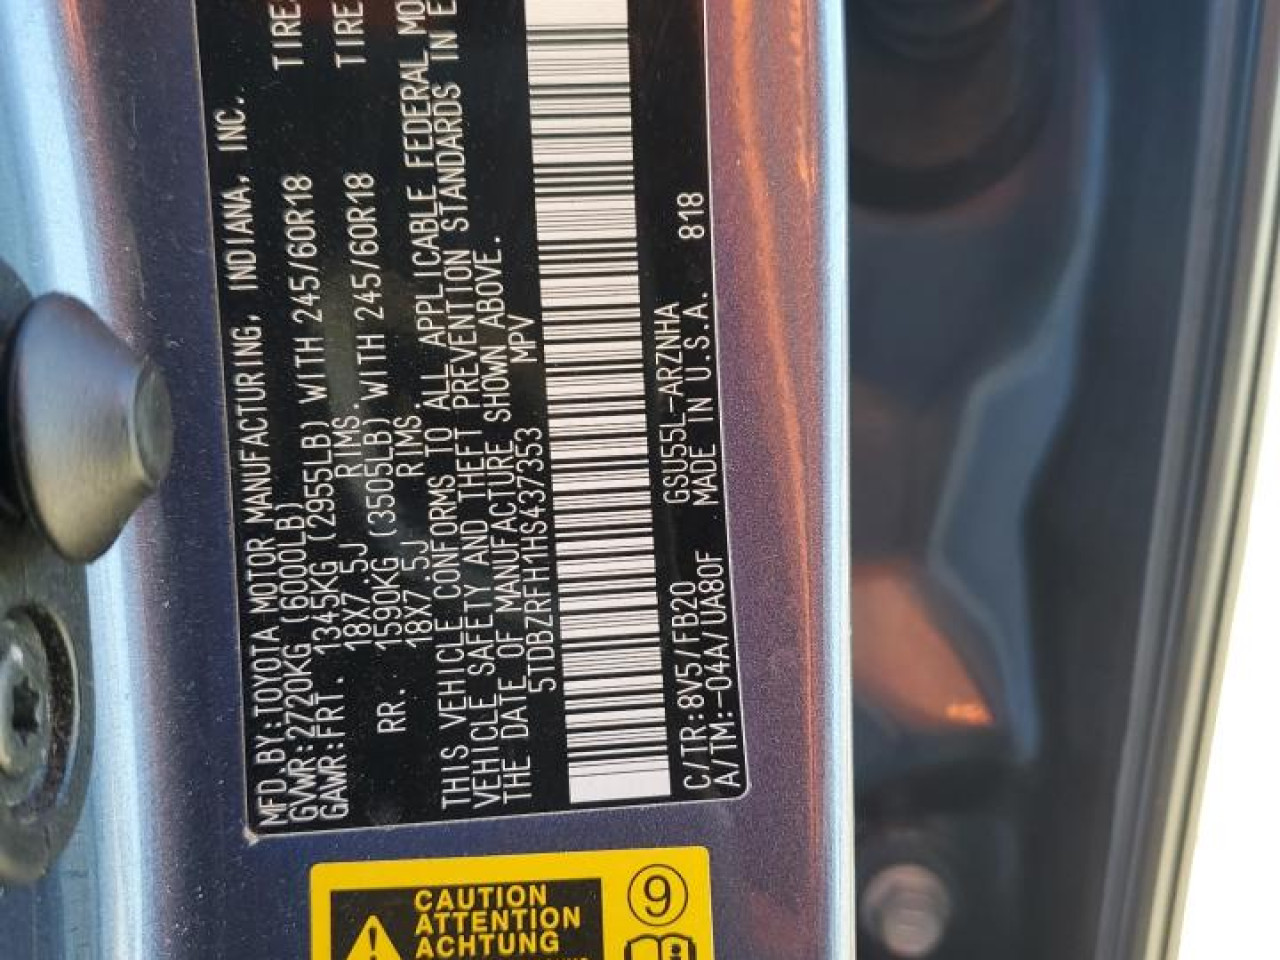 MFD.BY:TOYOTA MOTOR MANUFACTURING, INDIANA, INC.
GVWR:2720KG (6000LB)
GAWR:FRT. 1345KG (2955LB) WITH 245/60R18 TIRE
18X7.5J RIMS.
RR. 1590KG (3505LB) WITH 245/60R18 TIRE
18X7.5J RIMS.
THIS VEHICLE CONFORMS TO ALL APPLICABLE FEDERAL MO
VEHICLE SAFETY AND THEFT PREVENTION STANDARDS IN E
THE DATE OF MANUFACTURE SHOWN ABOVE.
5TDBZRFH1HS437353 MPV
C/TR:8V5/FB20 GSU55L-ARZNHA 818
A/TM:-04A/UA80F MADE IN U.S.A.
CAUTION
ATTENTION
ACHTUNG
9